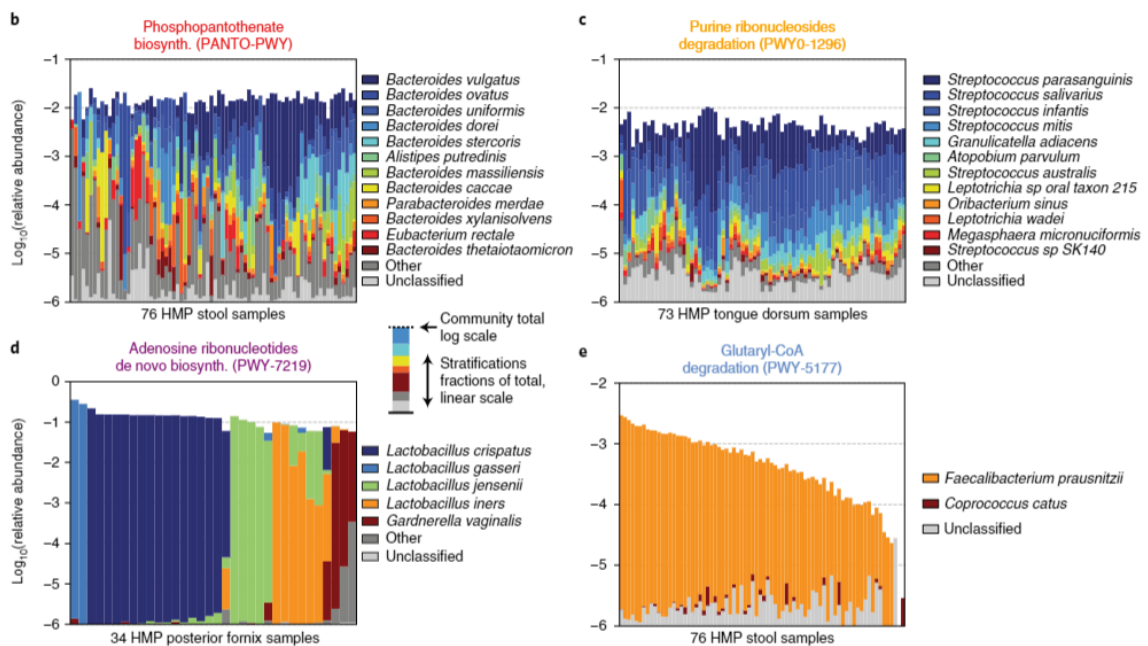 b
Phosphopantothenate
biosynth. (PANTO-PWY)
Log10(relative abundance)
−1
−2
−3
−4
−5
−6
76 HMP stool samples
Bacteroides vulgatus
Bacteroides ovatus
Bacteroides uniformis
Bacteroides dorei
Bacteroides stercoris
Alistipes putredinis
Bacteroides massiliensis
Bacteroides caccae
Parabacteroides merdae
Bacteroides xylanisolvens
Eubacterium rectale
Bacteroides thetaiotaomicron
Other
Unclassified
c
Purine ribonucleosides
degradation (PWY0-1296)
−1
−2
−3
−4
−5
−6
73 HMP tongue dorsum samples
Streptococcus parasanguinis
Streptococcus salivarius
Streptococcus infantis
Streptococcus mitis
Granulicatella adiacens
Atopobium parvulum
Streptococcus australis
Leptotrichia sp oral taxon 215
Oribacterium sinus
Leptotrichia wadei
Megasphaera micronuciformis
Streptococcus sp SK140
Other
Unclassified
d
Adenosine ribonucleotides
de novo biosynth. (PWY-7219)
Log10(relative abundance)
0
−1
−2
−3
−4
−5
−6
34 HMP posterior fornix samples
Community total
log scale
Stratifications
fractions of total,
linear scale
Lactobacillus crispatus
Lactobacillus gasseri
Lactobacillus jensenii
Lactobacillus iners
Gardnerella vaginalis
Other
Unclassified
e
Glutaryl-CoA
degradation (PWY-5177)
−2
−3
−4
−5
−6
76 HMP stool samples
Faecalibacterium prausnitzii
Coprococcus catus
Unclassified